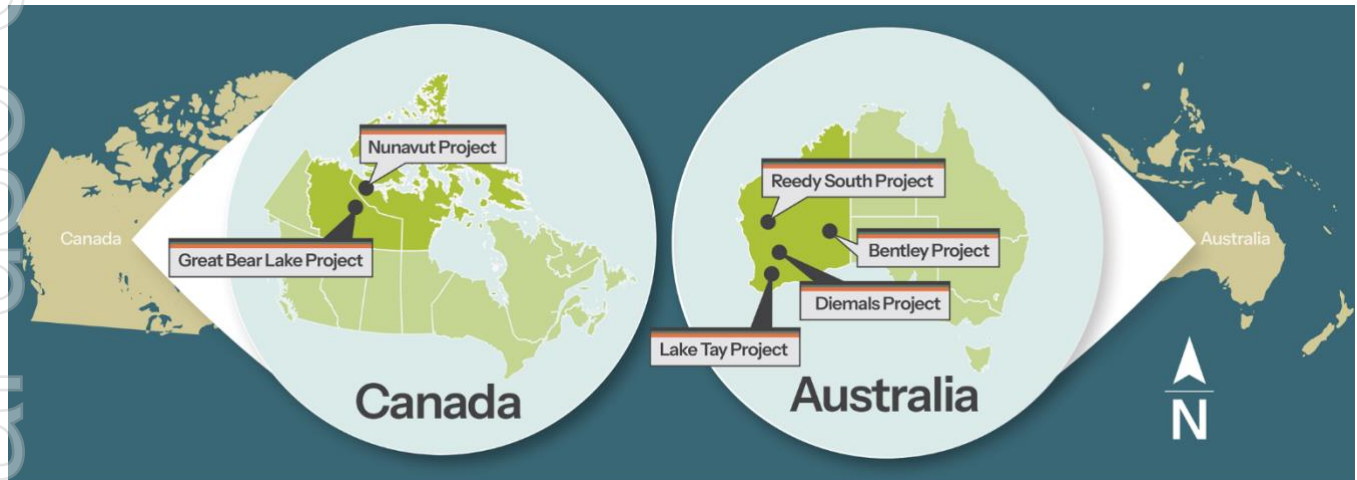 Nunavut Project
Great Bear Lake Project
Canada
Canada
Reedy South Project
Bentley Project
Diemals Project
Lake Tay Project
Australia
Australia
N